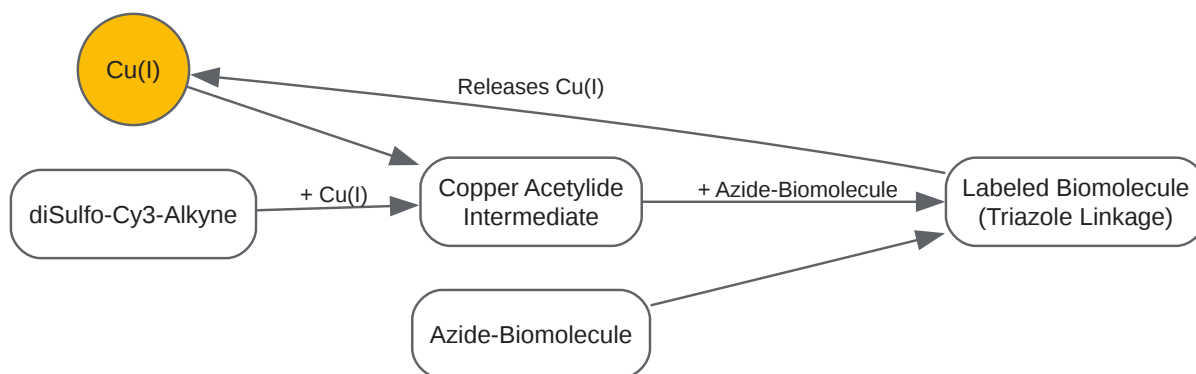 Cu(I)
Releases Cu(I)
diSulfo-Cy3-Alkyne
+ Cu(I)
Copper Acetylide
Intermediate
+ Azide-Biomolecule
Labeled Biomolecule
(Triazole Linkage)
Azide-Biomolecule